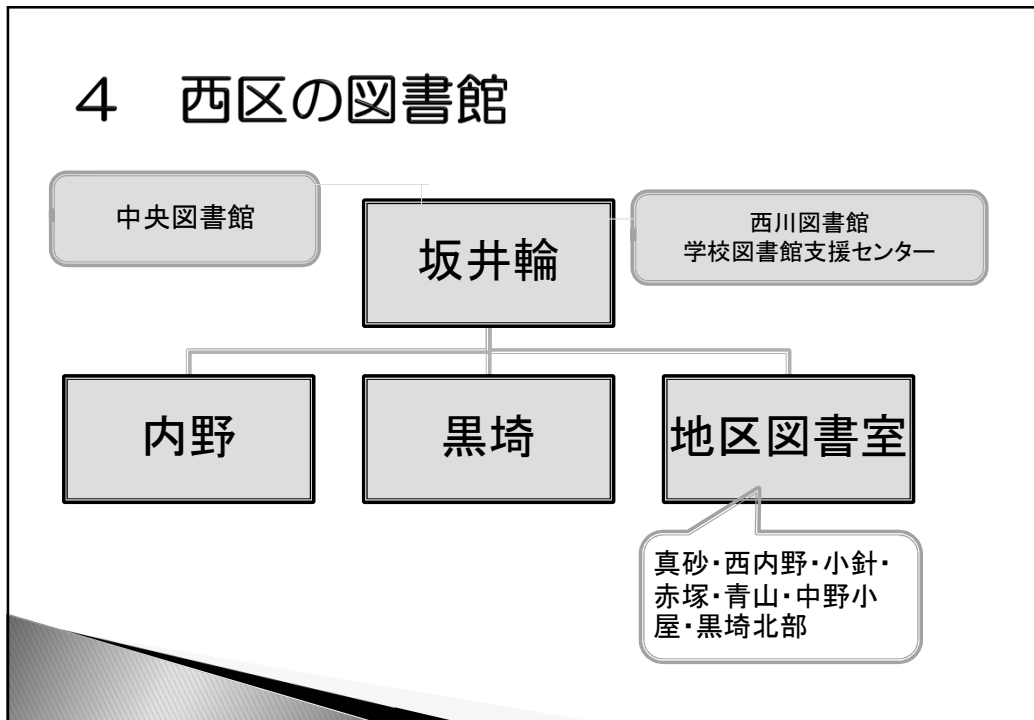 4　西区の図書館
中央図書館
坂井輪
西川図書館
学校図書館支援センター
内野
黒埼
地区図書室
真砂・西内野・小針・
赤塚・青山・中野小
屋・黒埼北部